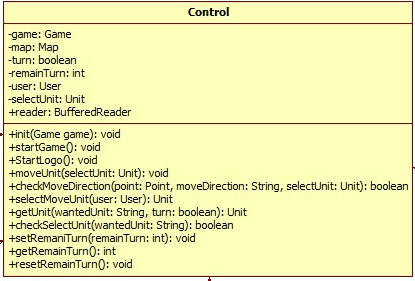 Control
-game: Game
-map: Map
-turn: boolean
-remainTurn: int
-user: User
-selectUnit: Unit
+reader: BufferedReader
+init(Game game): void
+startGame(): void
+StartLogo(): void
+moveUnit(selectUnit: Unit): void
+checkMoveDirection(point: Point, moveDirection: String, selectUnit: Unit): boolean
+selectMoveUnit(user: User): Unit
+getUnit(wantedUnit: String, turn: boolean): Unit
+checkSelectUnit(wantedUnit: String): boolean
+setRemaniTurn(remainTurn: int): void
+getRemainTurn(): int
+resetRemainTurn(): void